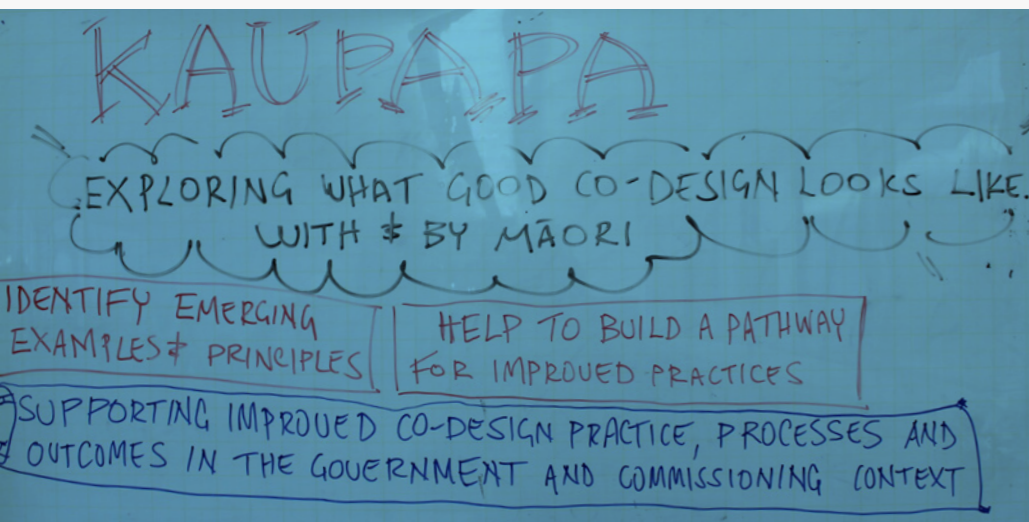 KAUPAPA
EXPLORING WHAT GOOD CO-DESIGN LOOKS LIKE.
WITH & BY MĀORI
IDENTIFY EMERGING
EXAMPLES & PRINCIPLES
HELP TO BUILD A PATHWAY
FOR IMPROVED PRACTICES
SUPPORTING IMPROVED CO-DESIGN PRACTICE, PROCESSES AND
OUTCOMES IN THE GOVERNMENT AND COMMISSIONING CONTEXT